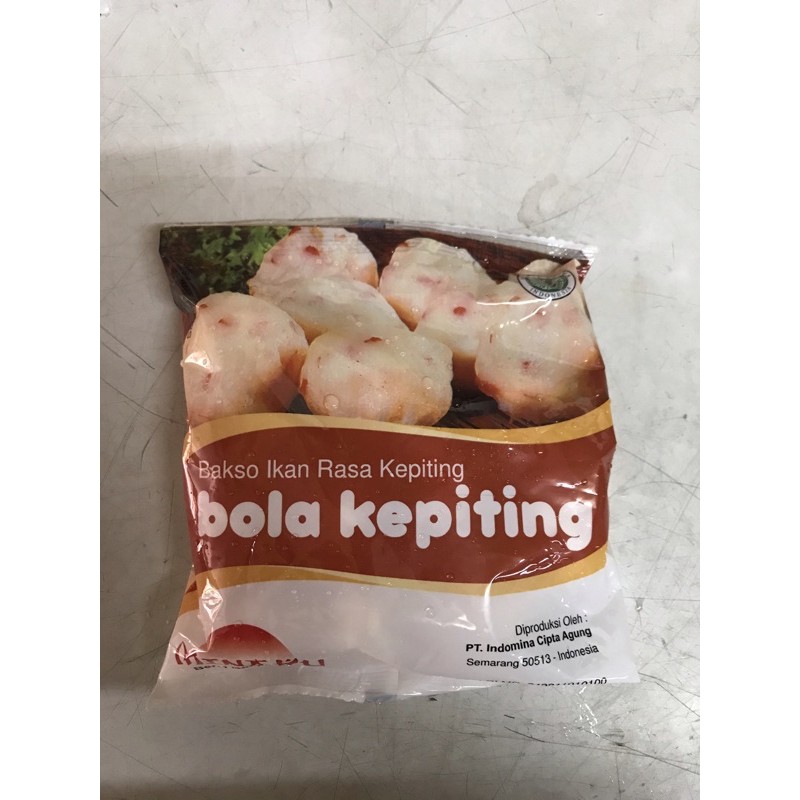 Bakso Ikan Rasa Kepiting
bola kepiting
Diproduksi Oleh :
PT. Indomina Cipta Agung
Semarang 50513 - Indonesia